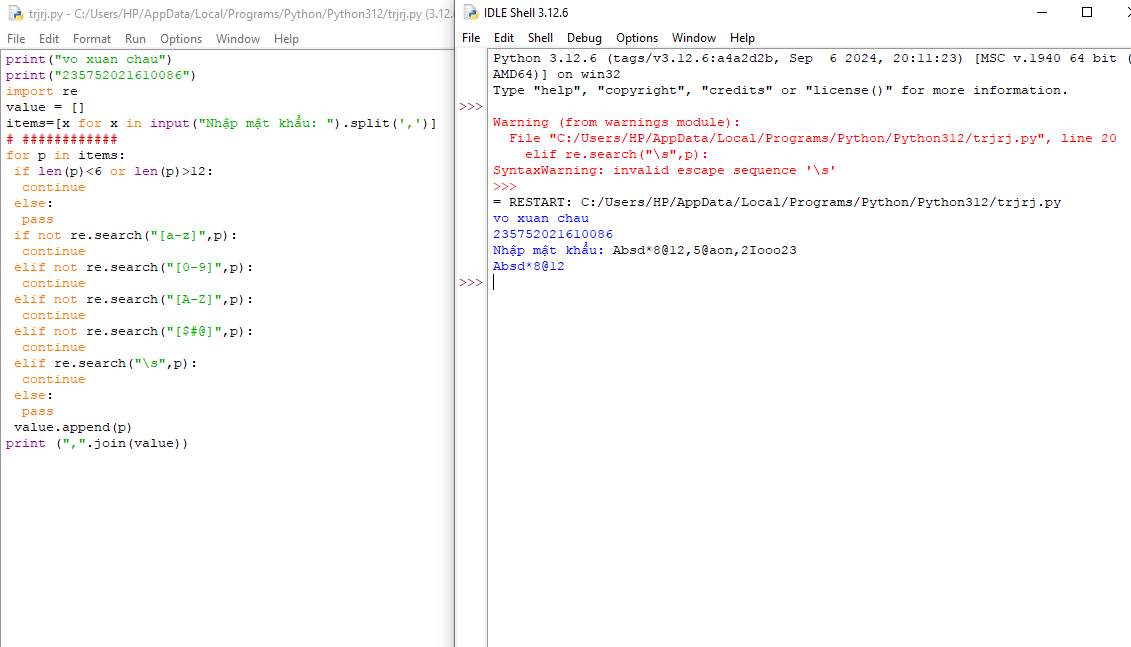 trjrj.py - C:/Users/HP/AppData/Local/Programs/Python/Python312/trjrj.py (3.12.
File Edit Format Run Options Window Help
print("vo xuan chau")
print("235752021610086")
import re
value = []
items=[x for x in input("Nhập mật khẩu: ").split(',')]
# ############
for p in items:
 if len(p)<6 or len(p)>12:
  continue
 else:
  pass
 if not re.search("[a-z]",p):
  continue
 elif not re.search("[0-9]",p):
  continue
 elif not re.search("[A-Z]",p):
  continue
 elif not re.search("[$#@]",p):
  continue
 elif re.search("\s",p):
  continue
 else:
  pass
 value.append(p)
print (",".join(value))
IDLE Shell 3.12.6
File Edit Shell Debug Options Window Help
Python 3.12.6 (tags/v3.12.6:a4a2d2b, Sep  6 2024, 20:11:23) [MSC v.1940 64 bit (
AMD64)] on win32
Type "help", "copyright", "credits" or "license()" for more information.
>>>
Warning (from warnings module):
  File "C:/Users/HP/AppData/Local/Programs/Python/Python312/trjrj.py", line 20
    elif re.search("\s",p):
SyntaxWarning: invalid escape sequence '\s'
>>>
= RESTART: C:/Users/HP/AppData/Local/Programs/Python/Python312/trjrj.py
vo xuan chau
235752021610086
Nhập mật khẩu: Absd*8@12,5@aon,2Iooo23
Absd*8@12
>>>